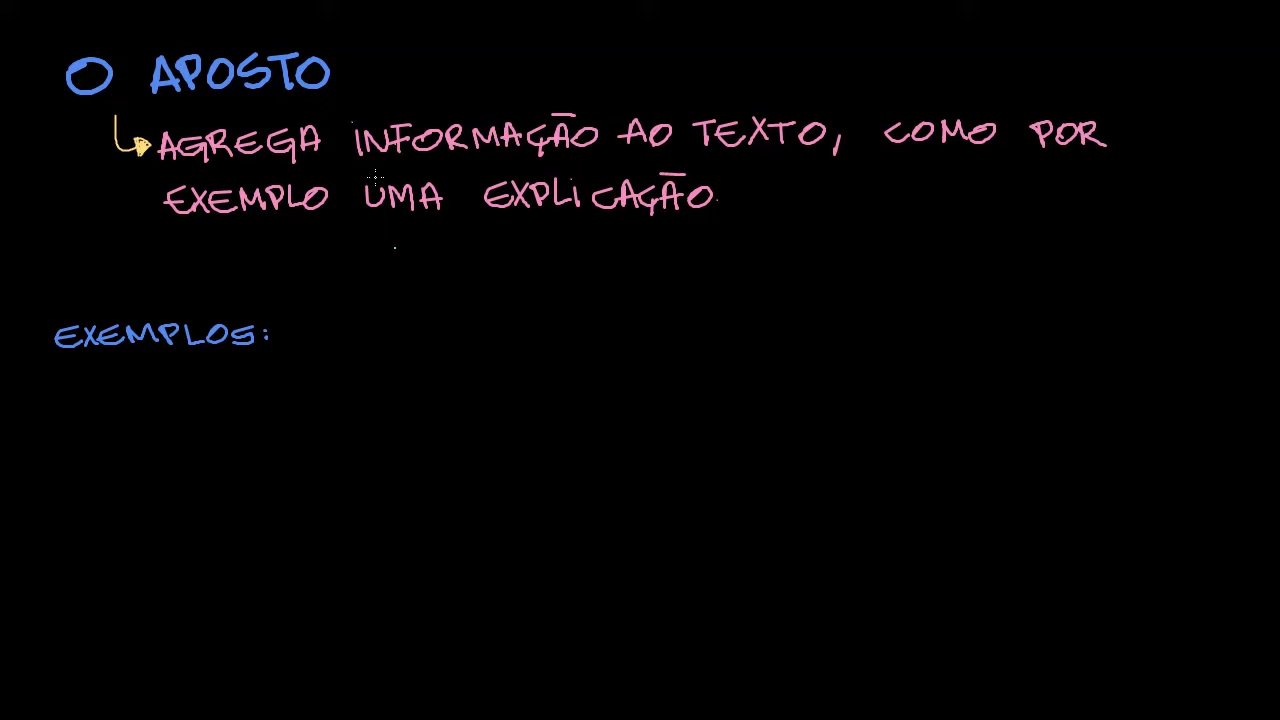 O APOSTO
AGREGA INFORMAÇÃO AO TEXTO, COMO POR
EXEMPLO UMA EXPLICAÇÃO
EXEMPLOS: